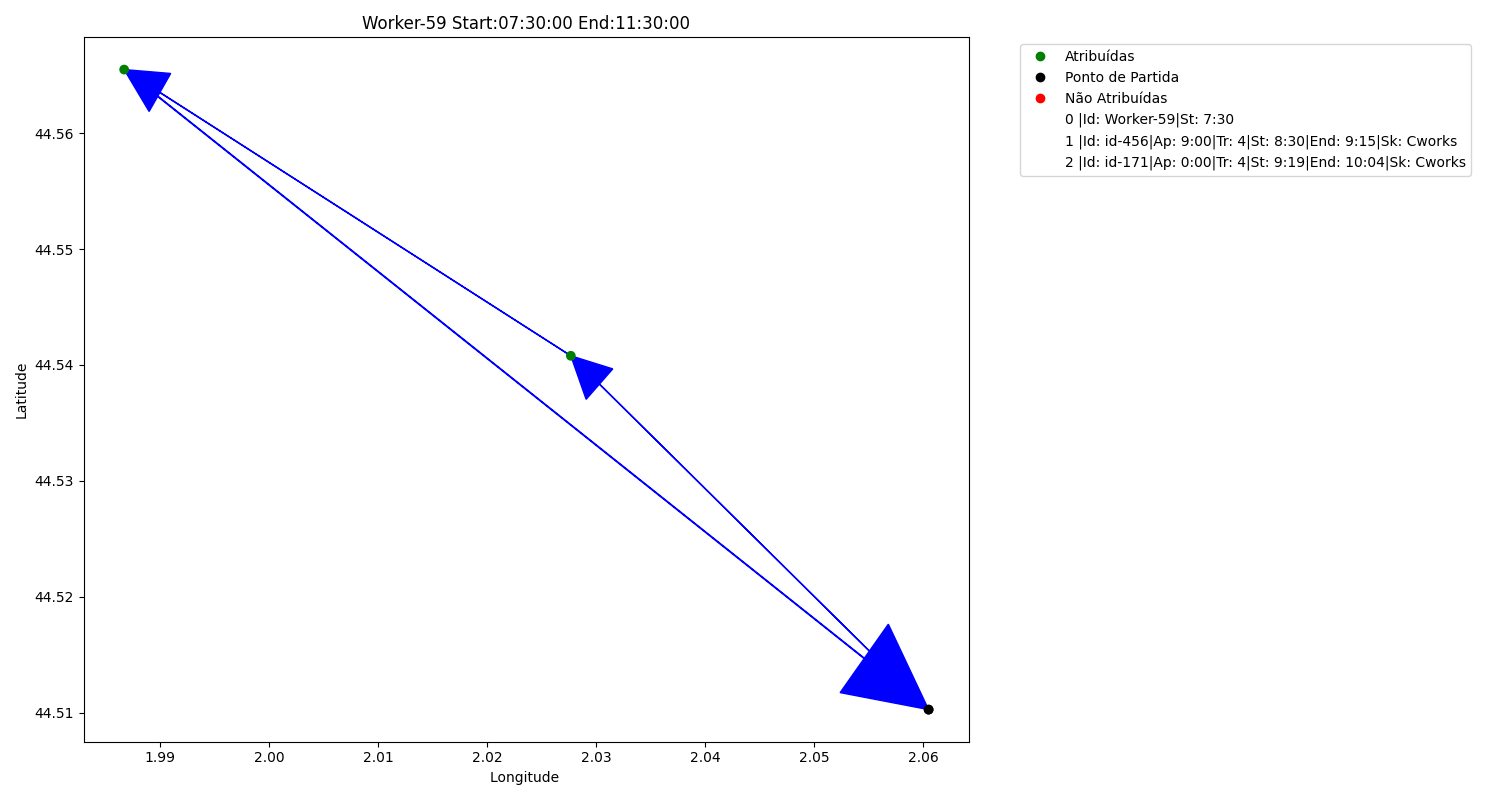 Worker-59 Start:07:30:00 End:11:30:00
Atribuídas
Ponto de Partida
Não Atribuídas
0 |Id: Worker-59|St: 7:30
1 |Id: id-456|Ap: 9:00|Tr: 4|St: 8:30|End: 9:15|Sk: Cworks
2 |Id: id-171|Ap: 0:00|Tr: 4|St: 9:19|End: 10:04|Sk: Cworks
Latitude
44.56
44.55
44.54
44.53
44.52
44.51
1.99 2.00 2.01 2.02 2.03 2.04 2.05 2.06
Longitude